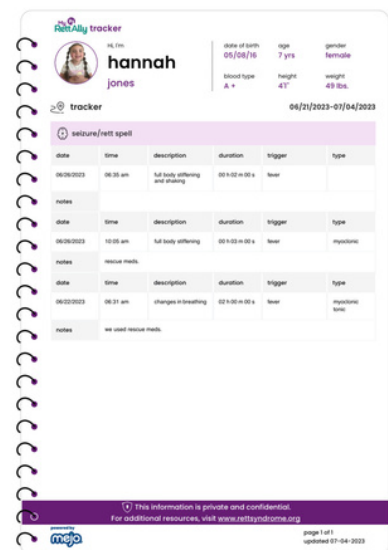 My
RettAlly tracker
Hi, I'm
hannah
jones
date of birth age gender
05/08/16 7 yrs female
blood type height weight
A + 4'1" 49 lbs.
tracker 06/21/2023-07/04/2023
seizure/rett spell
date time description duration trigger type
06/28/2023 06:35 am full body stiffening and shaking 00 h:02 m:00 s fever
notes
date time description duration trigger type
06/28/2023 10:05 am full body stiffening 00 h:03 m:00 s fever myoclonic
notes rescue meds.
date time description duration trigger type
06/22/2023 06:31 am changes in breathing 02 h:00 m:00 s fever myoclonic tonic
notes we used rescue meds.
This information is private and confidential.
For additional resources, visit www.rettsyndrome.org
powered by
mejo
page 1 of 1
updated 07-04-2023